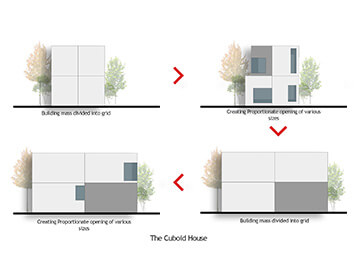 Building mass divided into grid
Creating Proportionate opening of various
sizes
Creating Proportionate opening of various
sizes
Building mass divided into grid
The Cuboid House